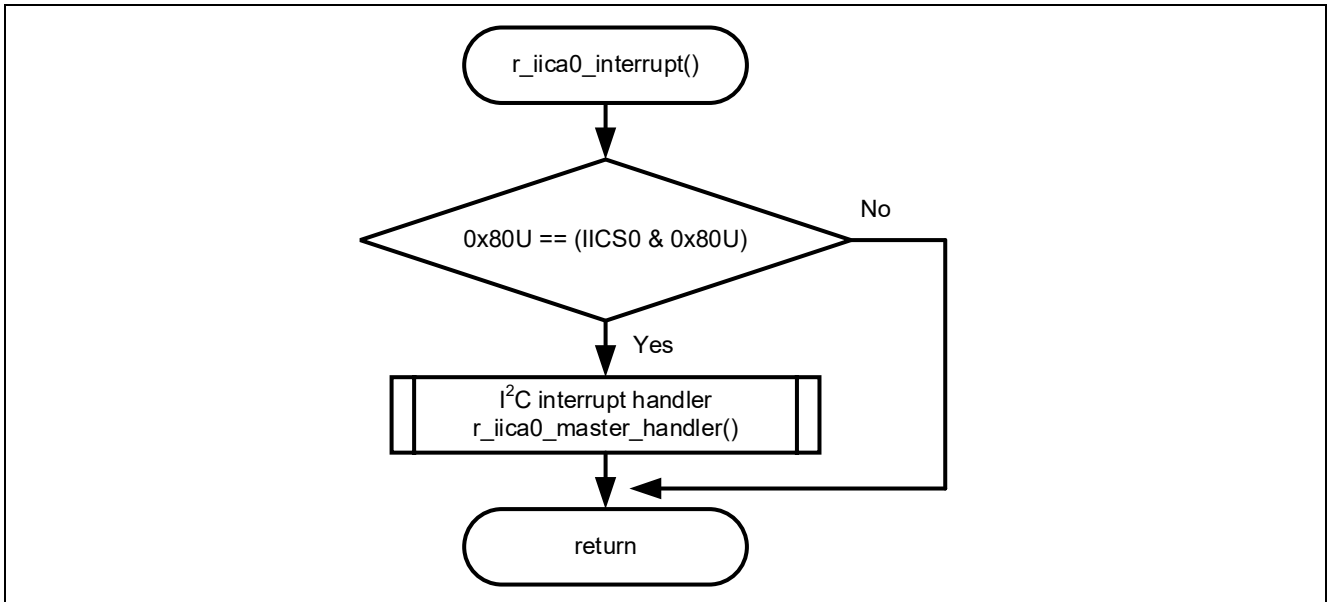 r_iica0_interrupt()
0x80U == (IICS0 & 0x80U)
No
Yes
I²C interrupt handler
r_iica0_master_handler()
return